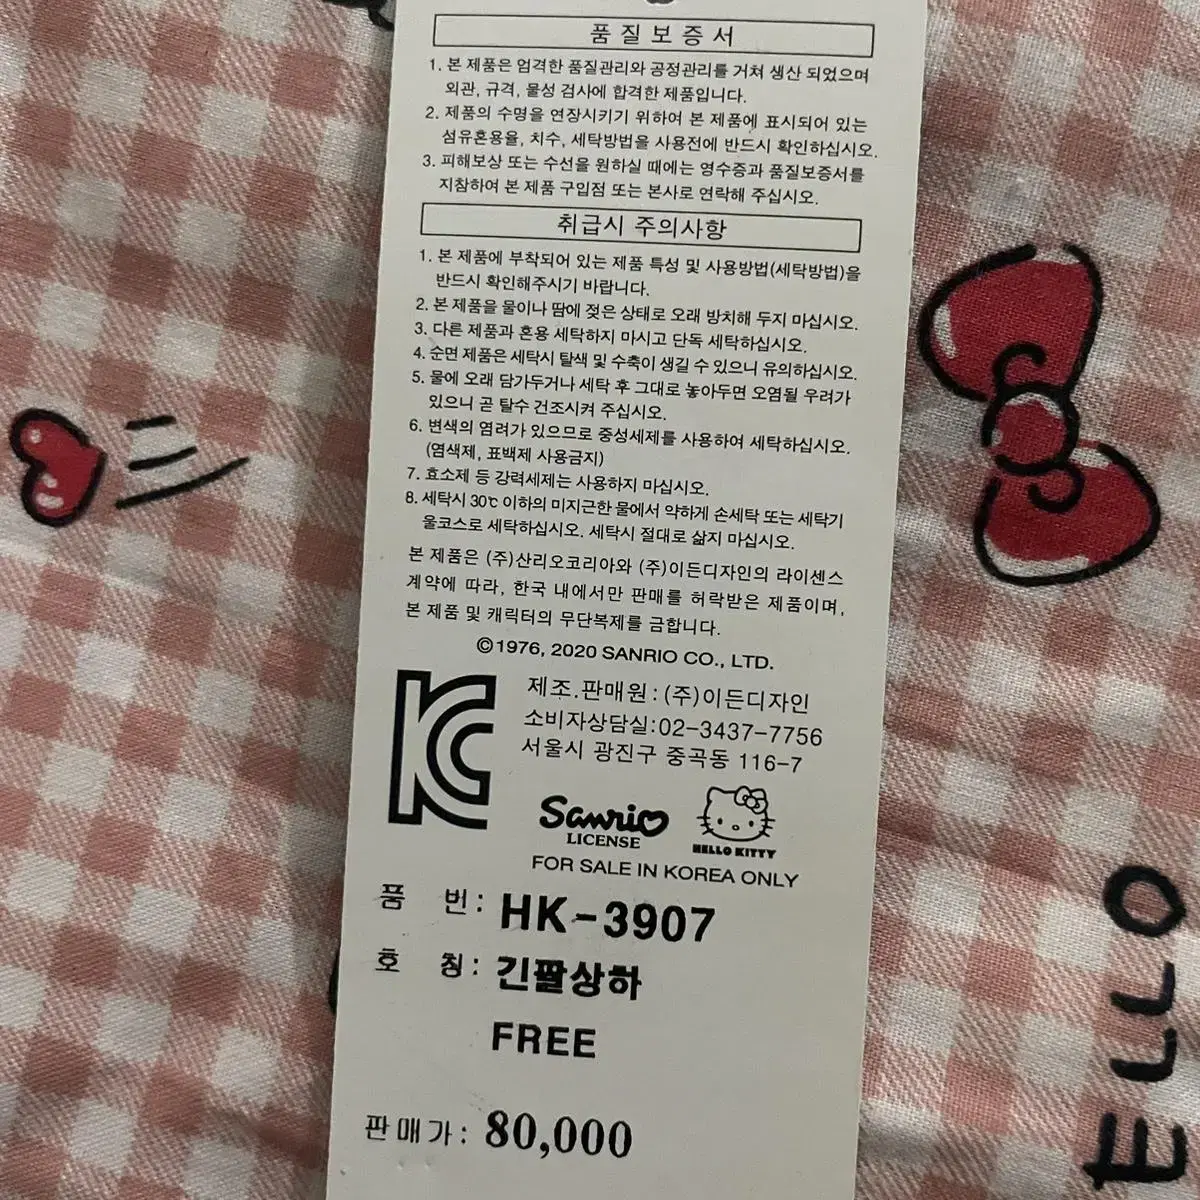 품질보증서
1. 본 제품은 엄격한 품질관리와 공정관리를 거쳐 생산 되었으며
외관, 규격, 물성 검사에 합격한 제품입니다.
2. 제품의 수명을 연장시키기 위하여 본 제품에 표시되어 있는
섬유혼용율, 치수, 세탁방법을 사용전에 반드시 확인하십시오.
3. 피해보상 또는 수선을 원하실 때에는 영수증과 품질보증서를
지참하여 본 제품 구입점 또는 본사로 연락해 주십시오.
취급시 주의사항
1. 본 제품에 부착되어 있는 제품 특성 및 사용방법(세탁방법)을
반드시 확인해주시기 바랍니다.
2. 본 제품을 물이나 땀에 젖은 상태로 오래 방치해 두지 마십시오.
3. 다른 제품과 혼용 세탁하지 마시고 단독 세탁하십시오.
4. 순면 제품은 세탁시 탈색 및 수축이 생길 수 있으니 유의하십시오.
5. 물에 오래 담가두거나 세탁 후 그대로 놓아두면 오염될 우려가
있으니 곧 탈수 건조시켜 주십시오.
6. 변색의 염려가 있으므로 중성세제를 사용하여 세탁하십시오.
(염색제, 표백제 사용금지)
7. 효소제 등 강력세제는 사용하지 마십시오.
8. 세탁시 30℃ 이하의 미지근한 물에서 약하게 손세탁 또는 세탁기
울코스로 세탁하십시오. 세탁시 절대로 삶지 마십시오.
본 제품은 (주)산리오코리아와 (주)이든디자인의 라이센스
계약에 따라, 한국 내에서만 판매를 허락받은 제품이며,
본 제품 및 캐릭터의 무단복제를 금합니다.
©1976, 2020 SANRIO CO., LTD.
KC
제조.판매원 : (주)이든디자인
소비자상담실:02-3437-7756
서울시 광진구 중곡동 116-7
Sanrio
LICENSE
HELLO KITTY
FOR SALE IN KOREA ONLY
품 번: HK-3907
호 칭: 긴팔상하
FREE
판매가: 80,000
ELLO